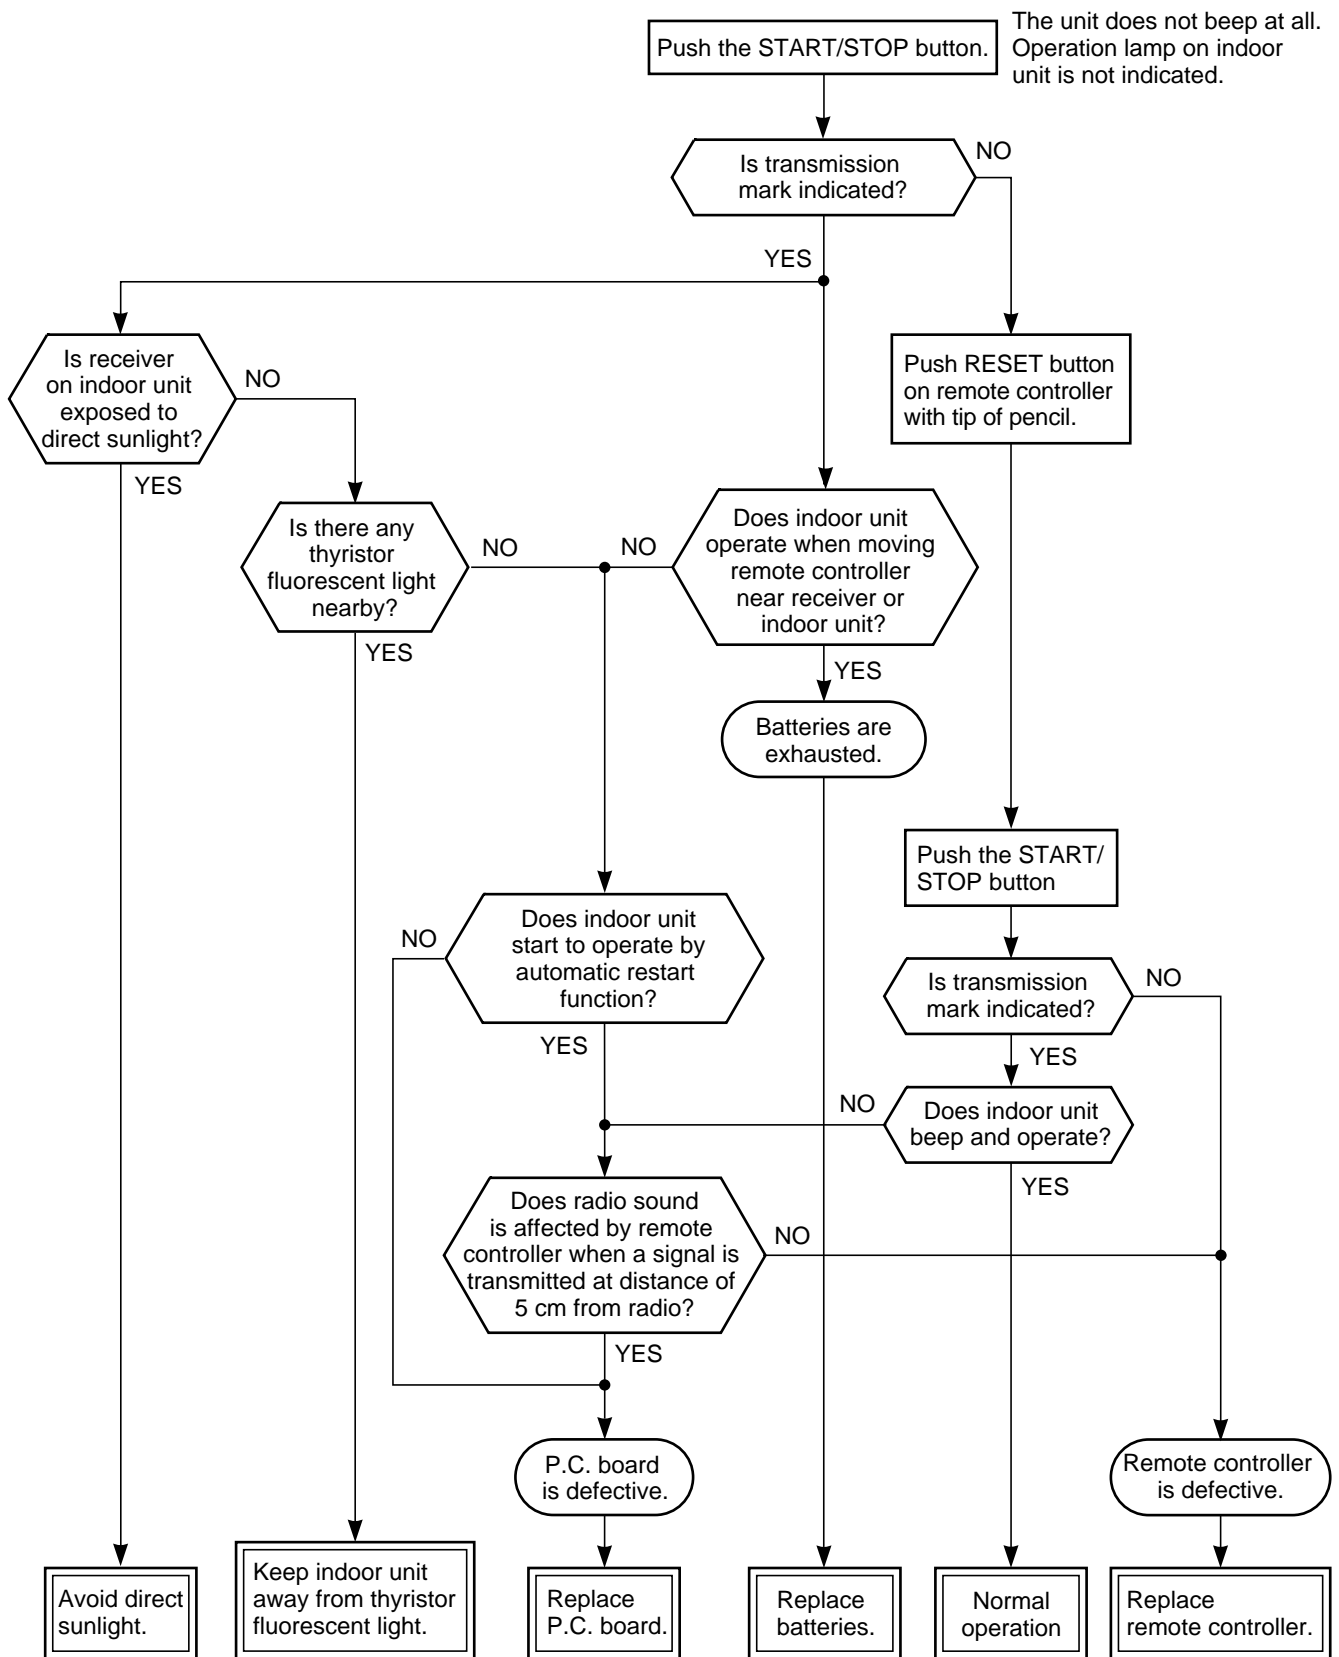 Push the START/STOP button.
The unit does not beep at all.
Operation lamp on indoor
unit is not indicated.
Is transmission
mark indicated?
NO
YES
Is receiver
on indoor unit
exposed to
direct sunlight?
NO
YES
Push RESET button
on remote controller
with tip of pencil.
Is there any
thyristor
fluorescent light
nearby?
NO
YES
NO
Does indoor unit
operate when moving
remote controller
near receiver or
indoor unit?
YES
Batteries are
exhausted.
Push the START/
STOP button
NO
Does indoor unit
start to operate by
automatic restart
function?
YES
Is transmission
mark indicated?
NO
YES
NO
Does indoor unit
beep and operate?
YES
Does radio sound
is affected by remote
controller when a signal is
transmitted at distance of
5 cm from radio?
NO
YES
P.C. board
is defective.
Remote controller
is defective.
Avoid direct
sunlight.
Keep indoor unit
away from thyristor
fluorescent light.
Replace
P.C. board.
Replace
batteries.
Normal
operation
Replace
remote controller.